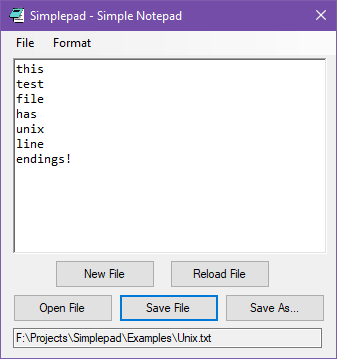 Simplepad - Simple Notepad
File Format
this
test
file
has
unix
line
endings!
New File Reload File
Open File Save File Save As...
F:\Projects\Simplepad\Examples\Unix.txt